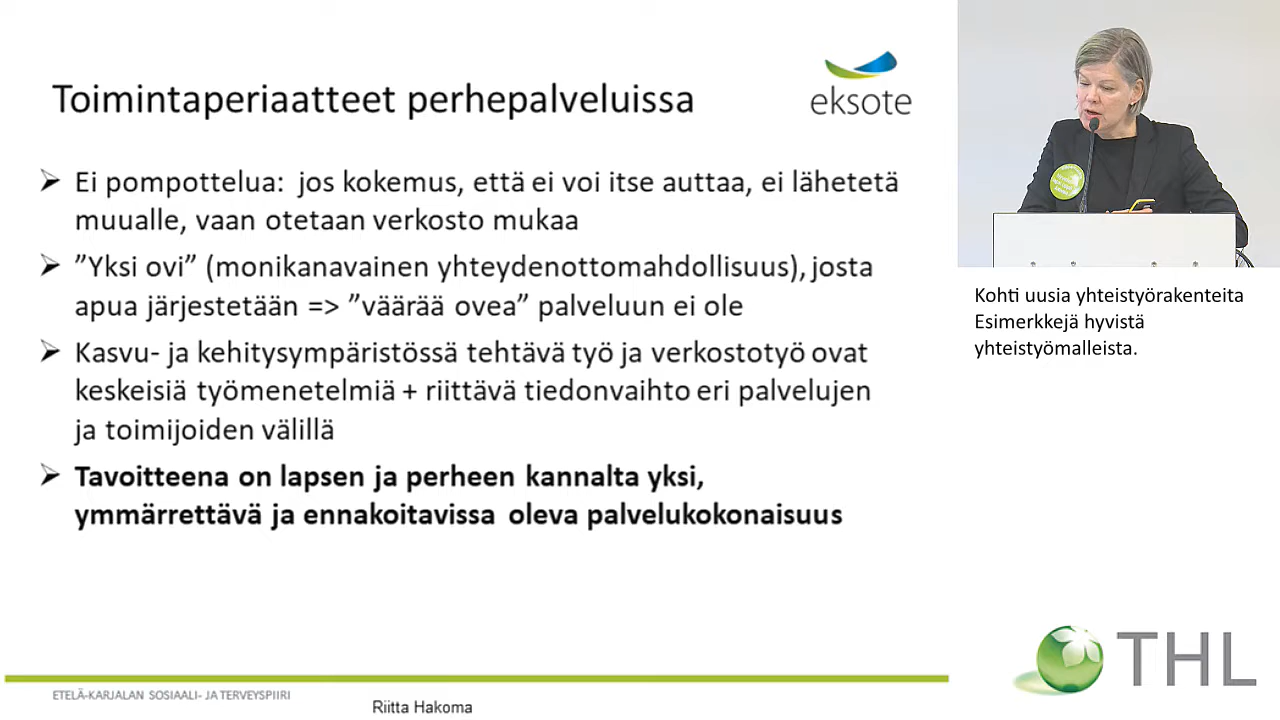 Toimintaperiaatteet perhepalveluissa
eksote
Ei pompottelua: jos kokemus, että ei voi itse auttaa, ei lähetetä
muualle, vaan otetaan verkosto mukaa
”Yksi ovi” (monikanavainen yhteydenottomahdollisuus), josta
apua järjestetään => ”väärää ovea” palveluun ei ole
Kasvu- ja kehitysympäristössä tehtävä työ ja verkostotyö ovat
keskeisiä työmenetelmiä + riittävä tiedonvaihto eri palvelujen
ja toimijoiden välillä
Tavoitteena on lapsen ja perheen kannalta yksi,
ymmärrettävä ja ennakoitavissa oleva palvelukokonaisuus
ETELÄ-KARJALAN SOSIAALI- JA TERVEYSPIIRI
Riitta Hakoma
Kohti uusia yhteistyörakenteita
Esimerkkejä hyvistä
yhteistyömalleista.
THL